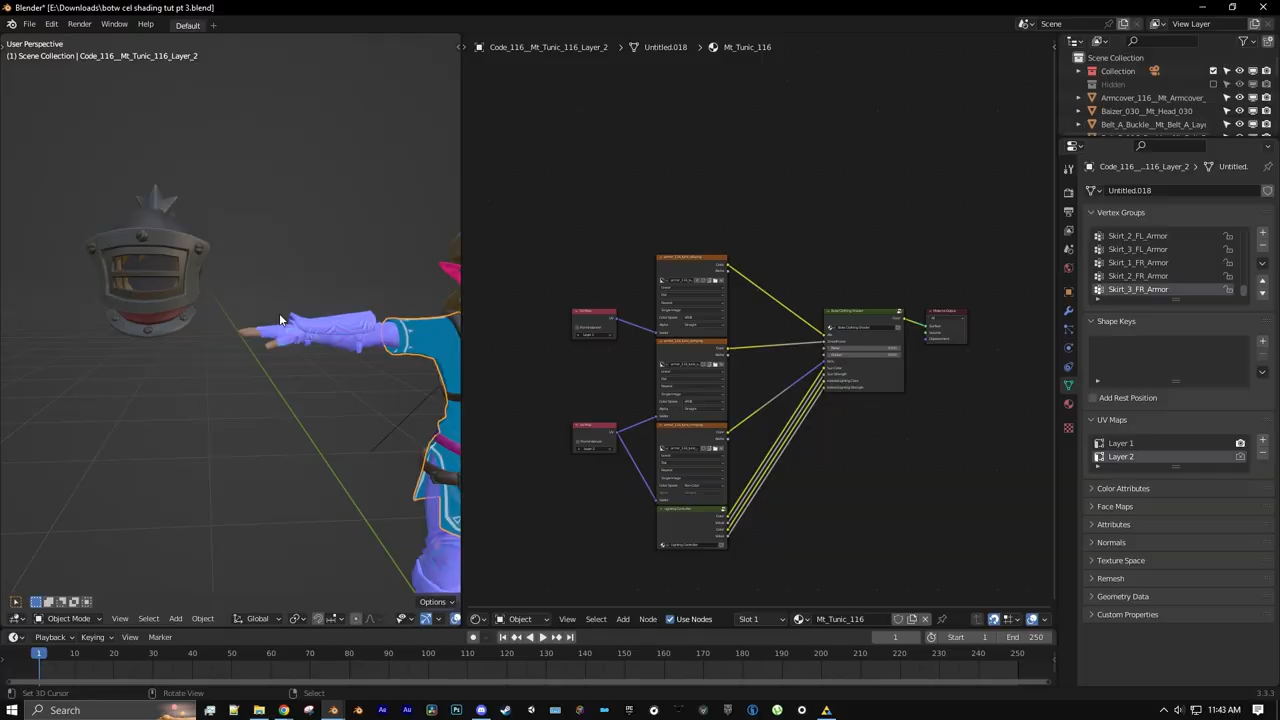 Blender* [E:\Downloads\botw cel shading tut pt 3.blend]
File Edit Render Window Help
Default
Scene
View Layer
User Perspective
(1) Scene Collection | Code_116__Mt_Tunic_116_Layer_2
Code_116__Mt_Tunic_116_Layer_2
Untitled.018
Mt_Tunic_116
Scene Collection
Collection
Hidden
Armcover_116__Mt_Armcover_
Baizer_030__Mt_Head_030
Belt_A_Buckle__Mt_Belt_A_Laye
Code_116__...116_Layer_2
Untitled.
Untitled.018
Vertex Groups
Skirt_2_FL_Armor
Skirt_3_FL_Armor
Skirt_1_FR_Armor
Skirt_2_FR_Armor
Skirt_3_FR_Armor
Shape Keys
Add Rest Position
UV Maps
Layer 1
Layer 2
Color Attributes
Face Maps
Attributes
Normals
Texture Space
Remesh
Geometry Data
Custom Properties
Options
Object Mode
View Select Add Object
Global
Object
View Select Add Node
Use Nodes
Slot 1
Mt_Tunic_116
Playback Keying View Marker
1
Start 1
End 250
1 10 20 30 40 50 60 70 80 90 100 110 120 130 140 150 160 170 180 190 200 210 220 230 240 250
Set 3D Cursor
Rotate View
Select
3.3.3
Search
11:43 AM